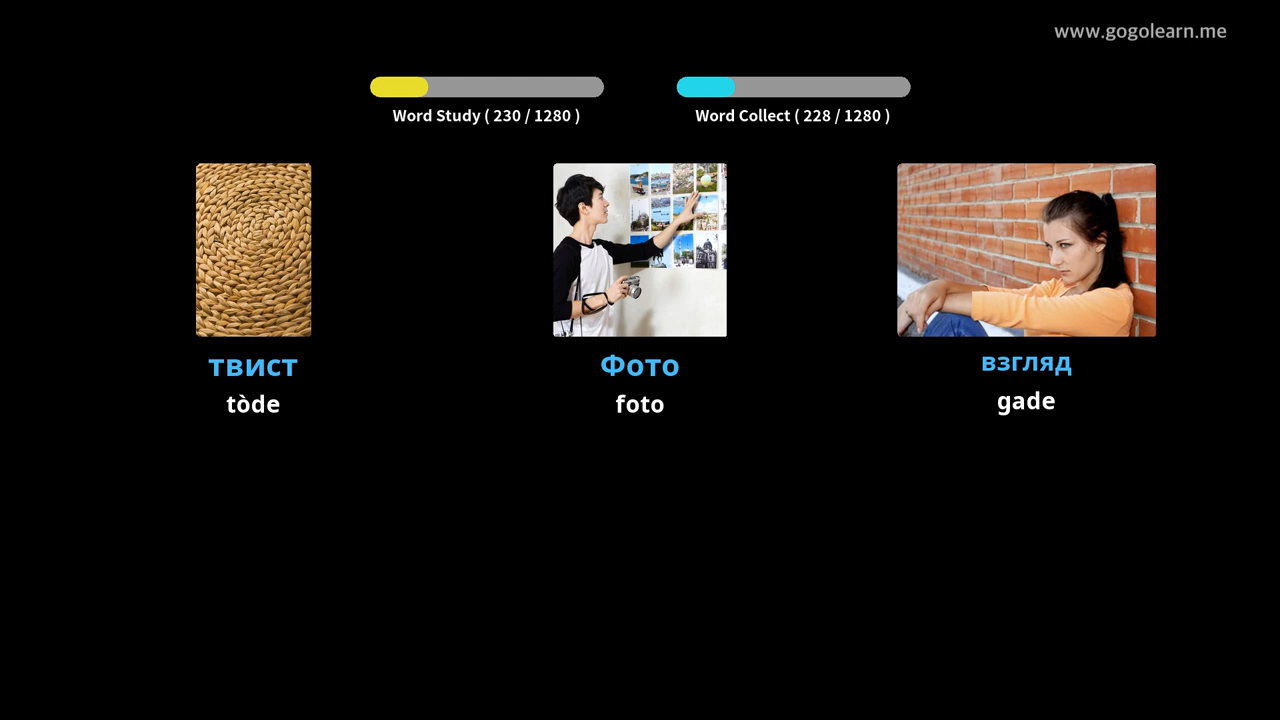 www.gogolearn.me
Word Study ( 230 / 1280 )
Word Collect ( 228 / 1280 )
твист
tòde
Фото
foto
взгляд
gade